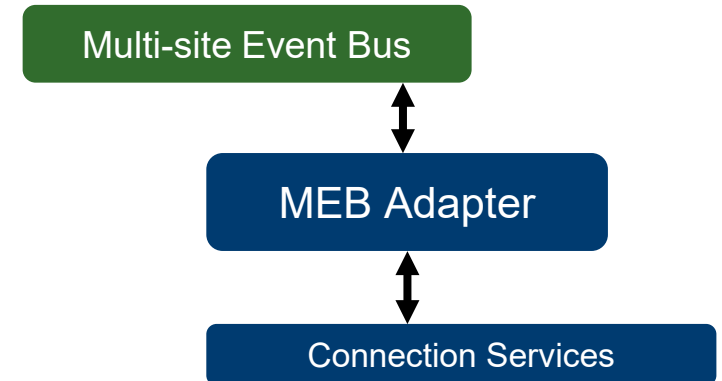 Multi-site Event Bus
MEB Adapter
Connection Services